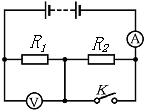 A
R₁ R₂
V K